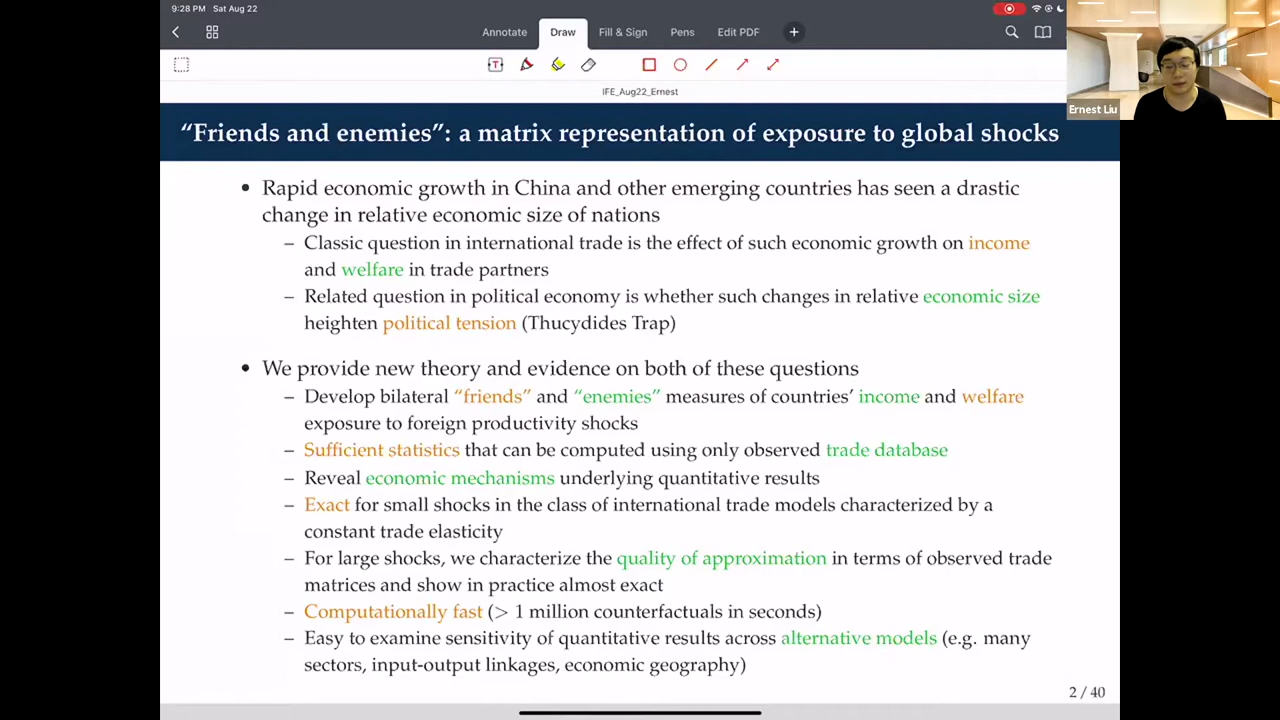 9:28 PM Sat Aug 22
Annotate Draw Fill & Sign Pens Edit PDF
T
IFE_Aug22_Ernest
Ernest Liu
“Friends and enemies”: a matrix representation of exposure to global shocks
• Rapid economic growth in China and other emerging countries has seen a drastic
change in relative economic size of nations
– Classic question in international trade is the effect of such economic growth on income
and welfare in trade partners
– Related question in political economy is whether such changes in relative economic size
heighten political tension (Thucydides Trap)
• We provide new theory and evidence on both of these questions
– Develop bilateral “friends” and “enemies” measures of countries’ income and welfare
exposure to foreign productivity shocks
– Sufficient statistics that can be computed using only observed trade database
– Reveal economic mechanisms underlying quantitative results
– Exact for small shocks in the class of international trade models characterized by a
constant trade elasticity
– For large shocks, we characterize the quality of approximation in terms of observed trade
matrices and show in practice almost exact
– Computationally fast (> 1 million counterfactuals in seconds)
– Easy to examine sensitivity of quantitative results across alternative models (e.g. many
sectors, input-output linkages, economic geography)
2 / 40